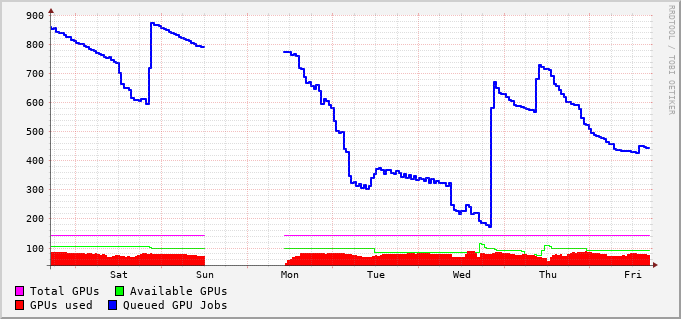 900
800
700
600
500
400
300
200
100
Sat Sun Mon Tue Wed Thu Fri
Total GPUs Available GPUs
GPUs used Queued GPU Jobs
RRDTOOL / TOBI OETIKER